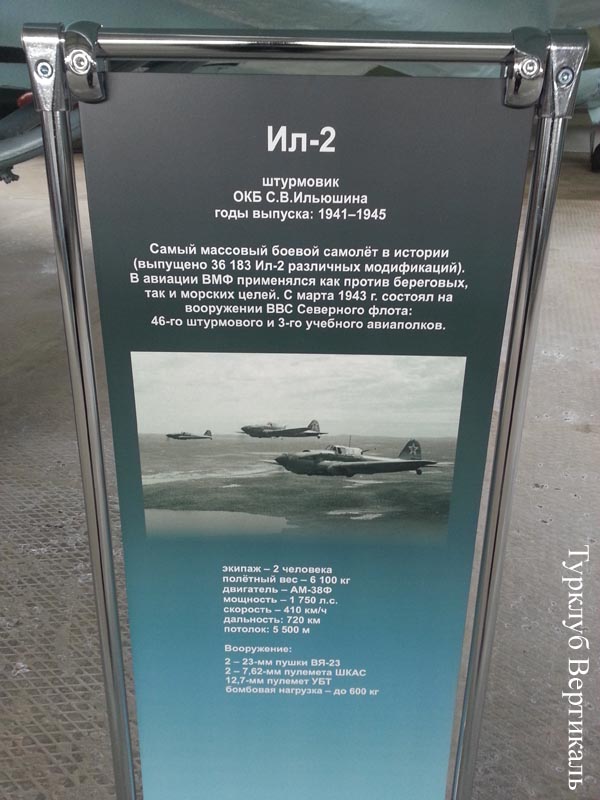 Ил-2
штурмовик
ОКБ С.В.Ильюшина
годы выпуска: 1941–1945
Самый массовый боевой самолёт в истории
(выпущено 36 183 Ил-2 различных модификаций).
В авиации ВМФ применялся как против береговых,
так и морских целей. С марта 1943 г. состоял на
вооружении ВВС Северного флота:
46-го штурмового и 3-го учебного авиаполков.
экипаж – 2 человека
полётный вес – 6 100 кг
двигатель – АМ-38Ф
мощность – 1 750 л.с.
скорость – 410 км/ч
дальность: 720 км
потолок: 5 500 м
Вооружение:
2 – 23-мм пушки ВЯ-23
2 – 7,62-мм пулемета ШКАС
12,7-мм пулемет УБТ
бомбовая нагрузка – до 600 кг
Турклуб Вертикаль